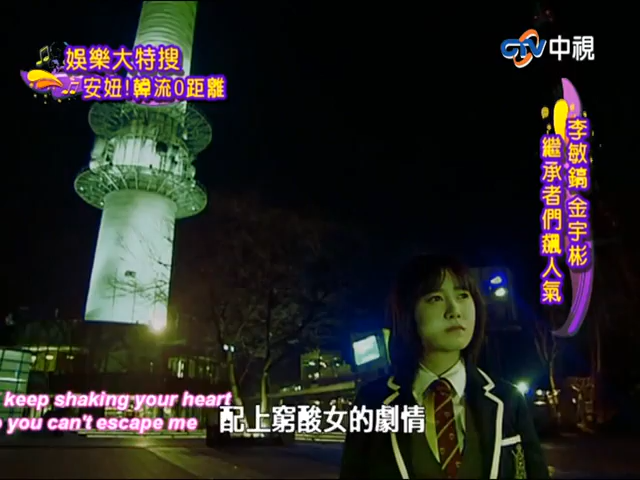 娛樂大特搜
安妞!韓流0距離
CTV中視
李敏鎬 金宇彬
繼承者們飆人氣
keep shaking your heart
you can't escape me
配上窮酸女的劇情